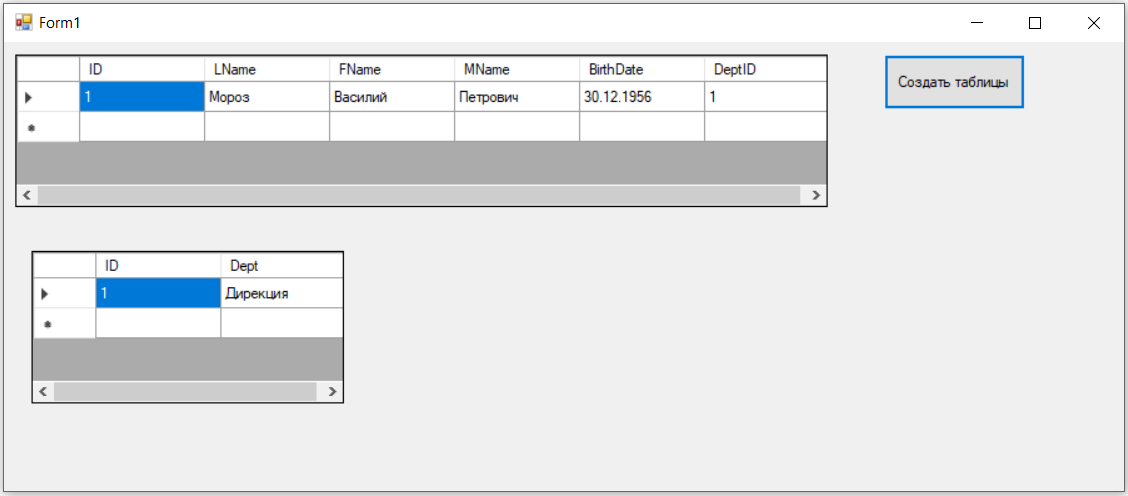 Form1
ID LName FName MName BirthDate DeptID
1 Мороз Василий Петрович 30.12.1956 1
Создать таблицы
ID Dept
1 Дирекция